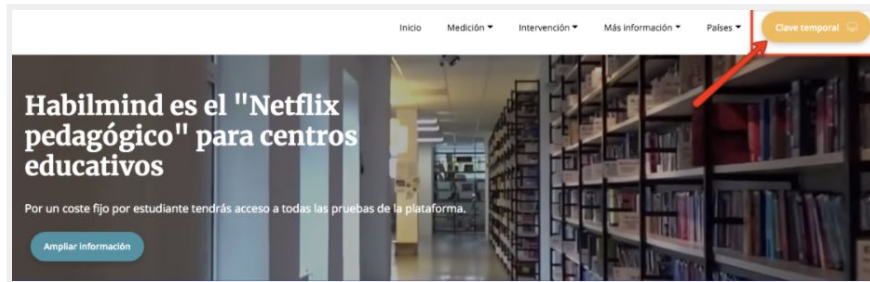 Inicio Medición Intervención Más información Países Clave temporal
Habilmind es el "Netflix
pedagógico" para centros
educativos
Por un coste fijo por estudiante tendrás acceso a todas las pruebas de la plataforma.
Ampliar información